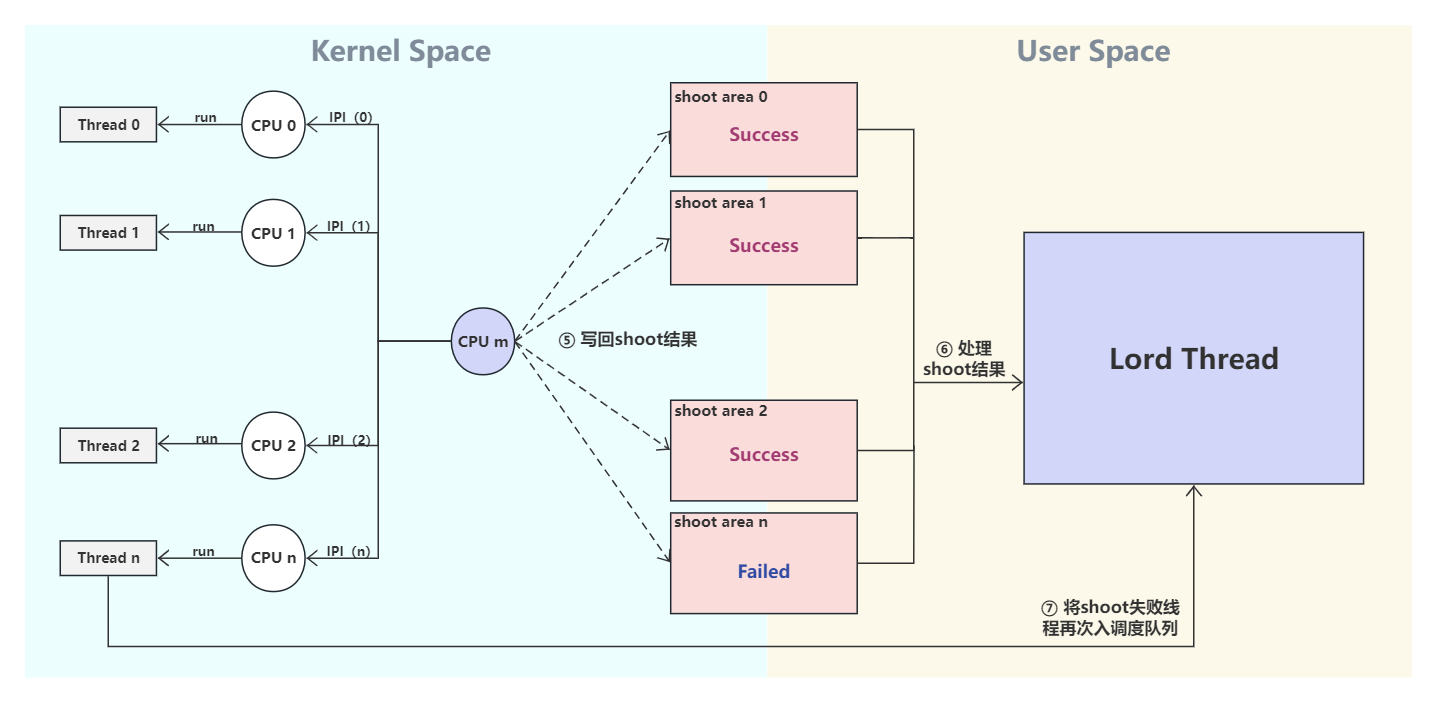 Kernel Space
User Space
Thread 0
run
CPU 0
IPI（0）
shoot area 0
Success
Thread 1
run
CPU 1
IPI（1）
shoot area 1
Success
CPU m
⑤ 写回shoot结果
⑥ 处理
shoot结果
Lord Thread
Thread 2
run
CPU 2
IPI（2）
shoot area 2
Success
Thread n
run
CPU n
IPI（n）
shoot area n
Failed
⑦ 将shoot失败线
程再次入调度队列